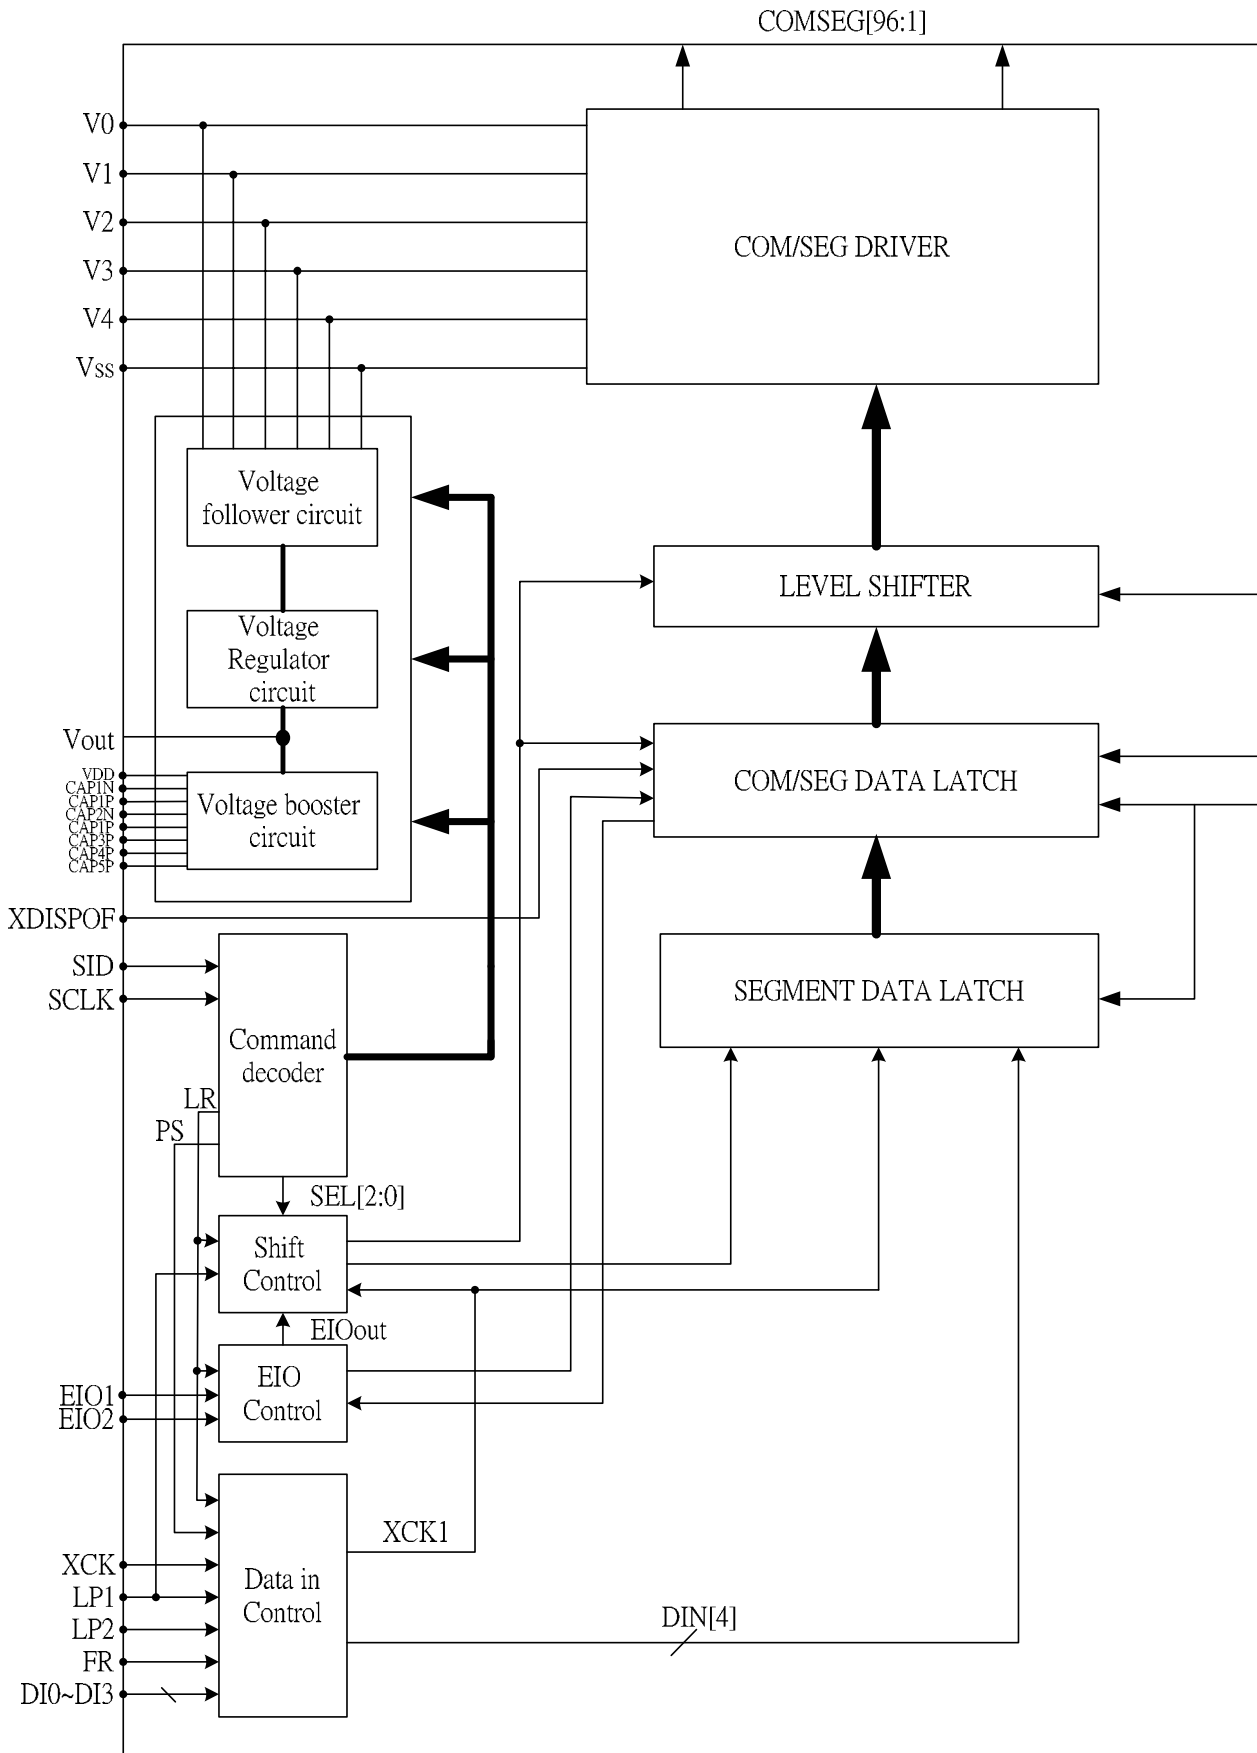 COMSEG[96:1]
V0
V1
V2
V3
V4
Vss
COM/SEG DRIVER
Voltage
follower circuit
Voltage
Regulator
circuit
LEVEL SHIFTER
Vout
VDD
CAP1N
CAP1P
CAP2N
CAP1P
CAP3P
CAP4P
CAP5P
Voltage booster
circuit
COM/SEG DATA LATCH
XDISPOF
SID
SCLK
SEGMENT DATA LATCH
Command
decoder
LR
PS
SEL[2:0]
Shift
Control
EIOout
EIO1
EIO2
EIO
Control
XCK1
XCK
LP1
LP2
FR
DI0~DI3
Data in
Control
DIN[4]